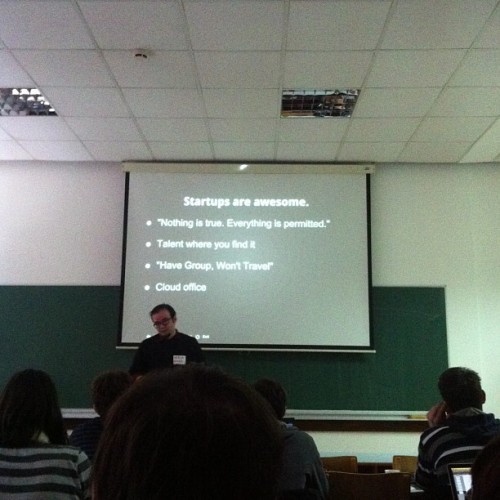 Startups are awesome.
• "Nothing is true. Everything is permitted."
• Talent where you find it
• "Have Group, Won't Travel"
• Cloud office